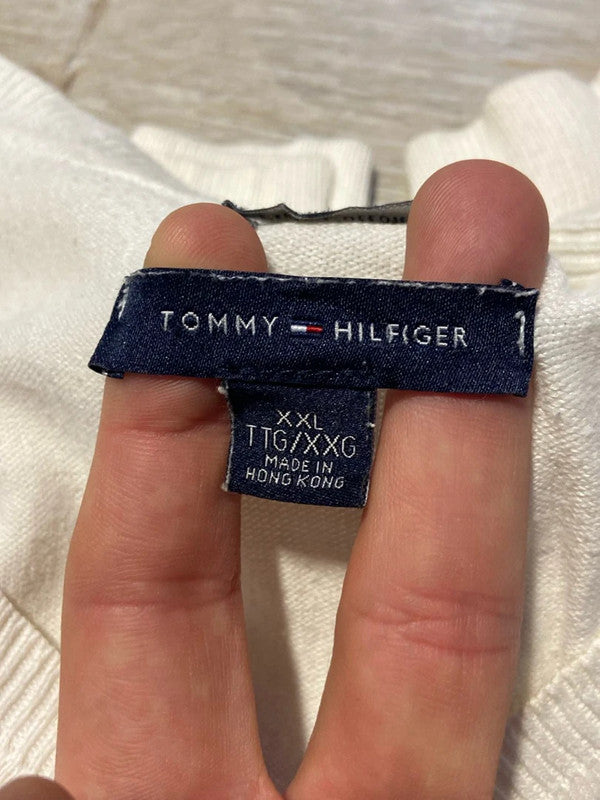 TOMMY HILFIGER
XXL
TTG/XXG
MADE IN
HONG KONG